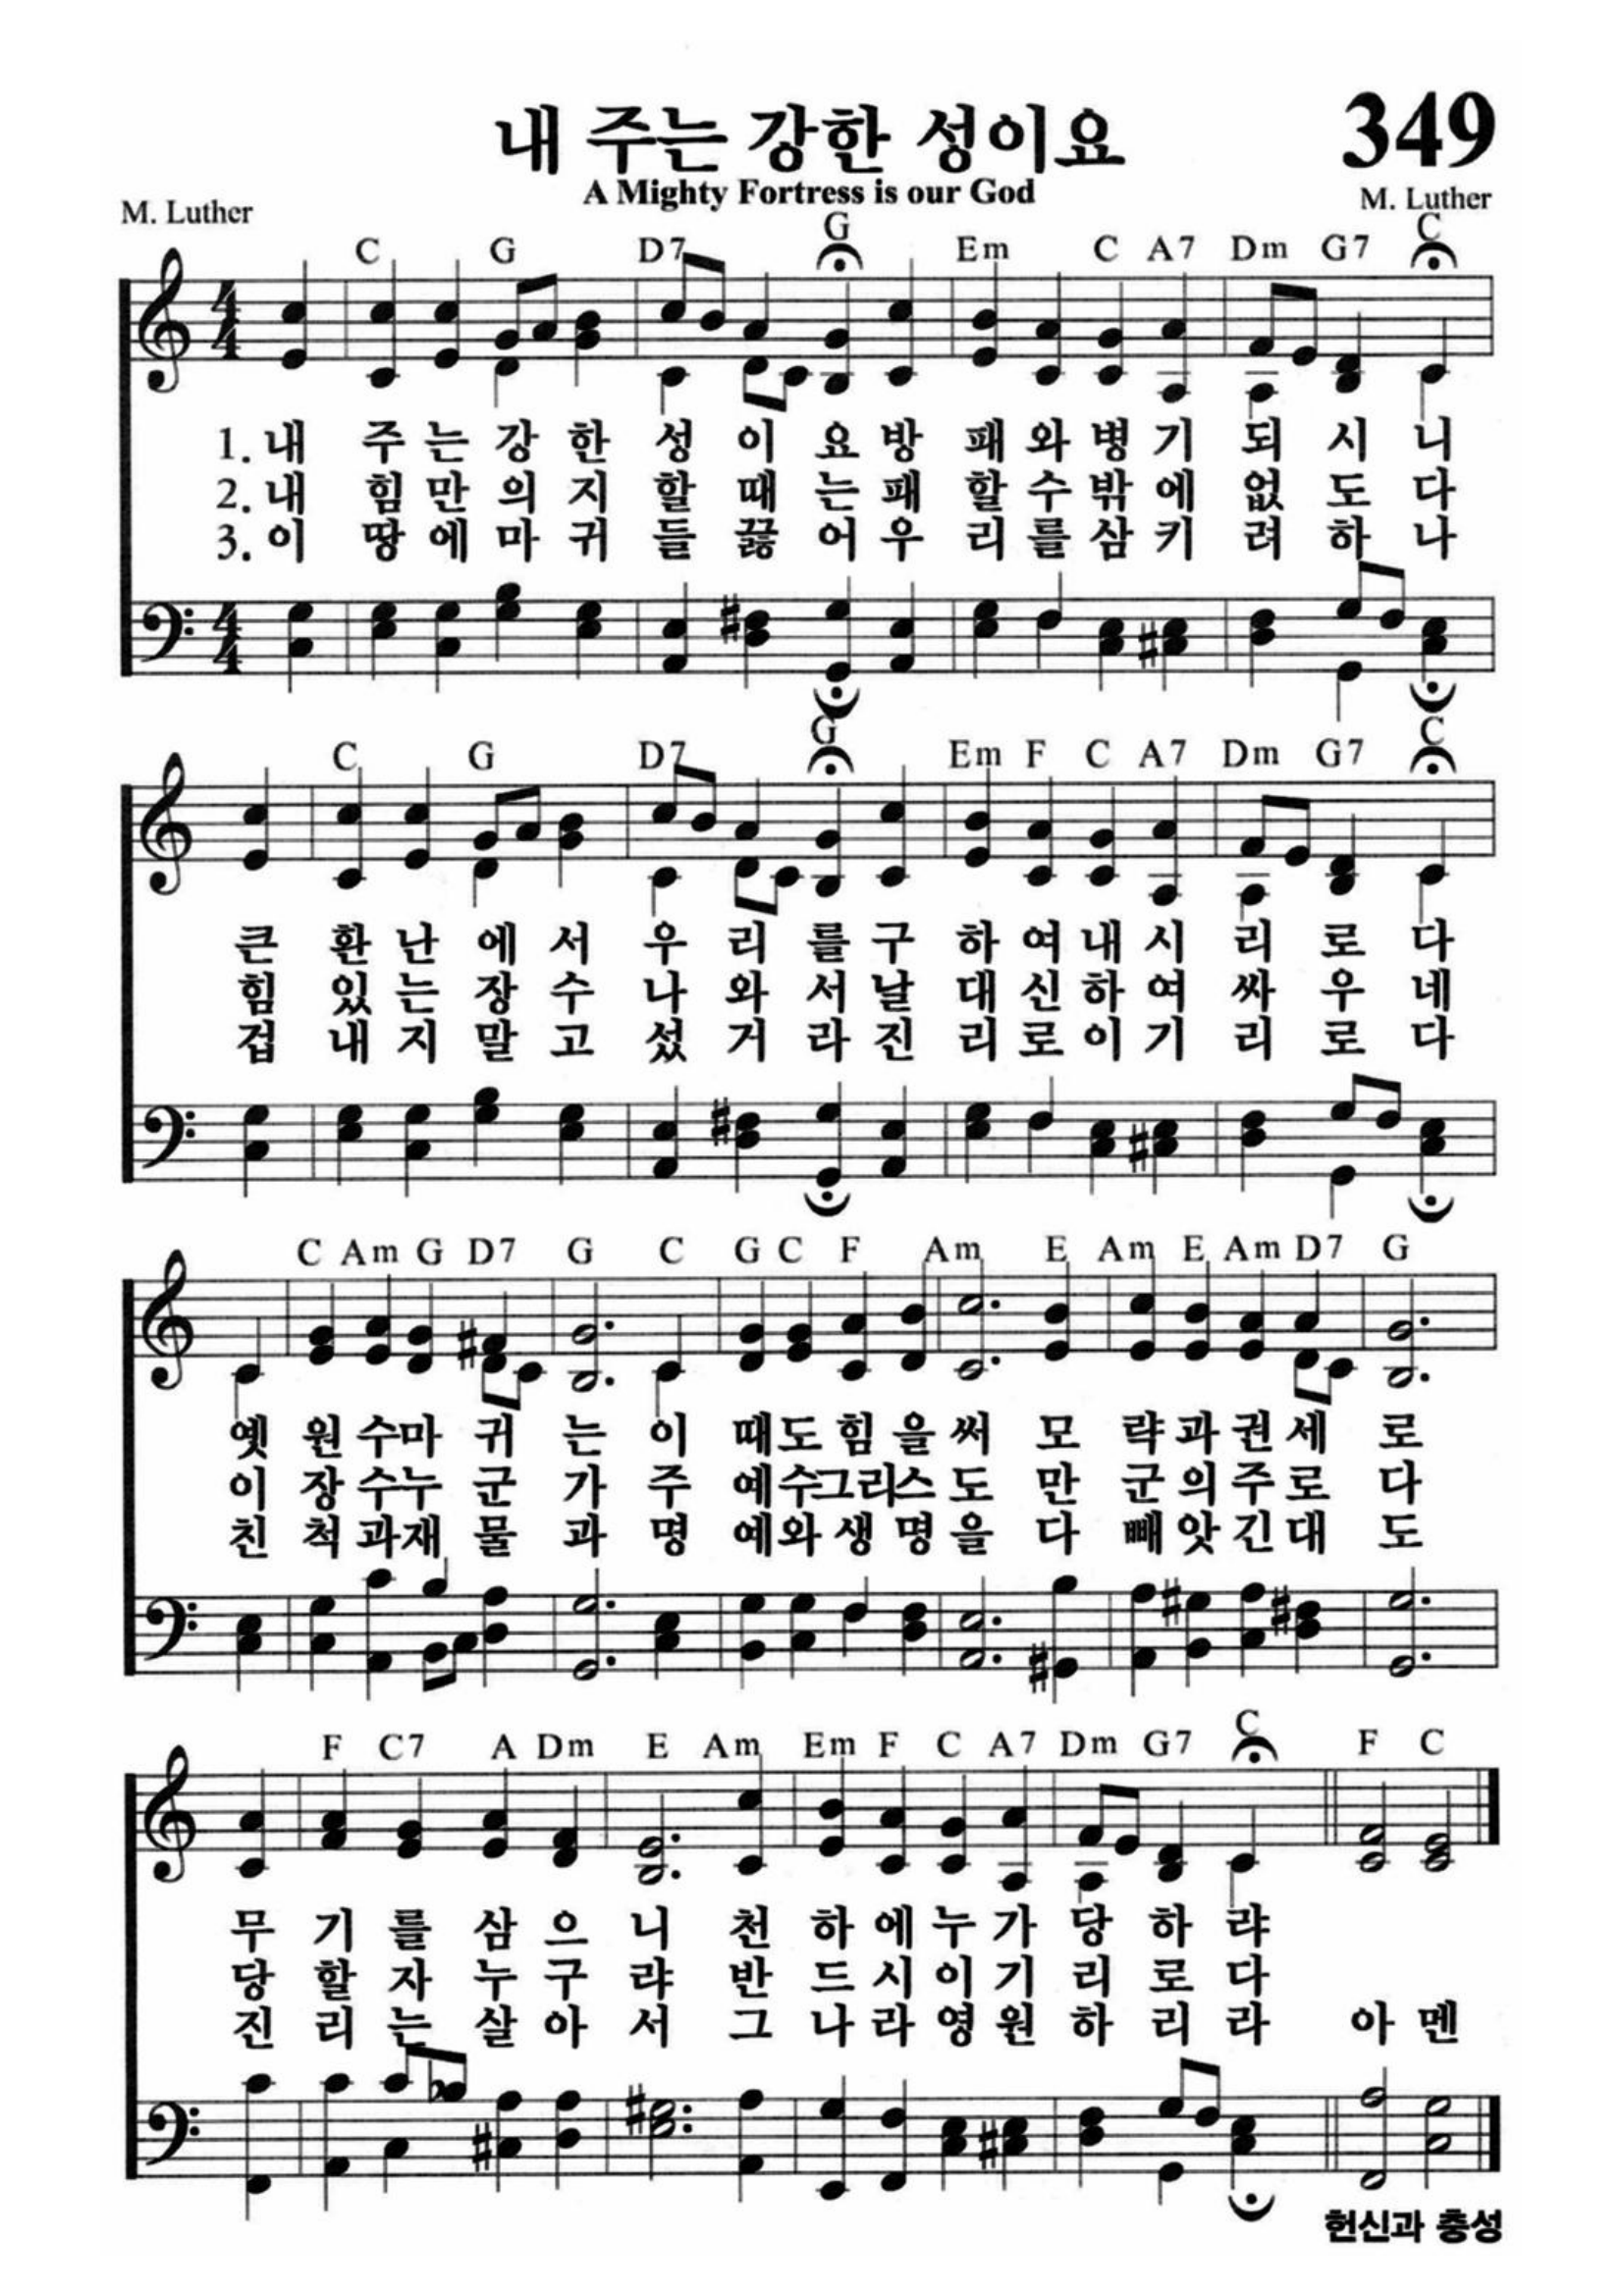 내 주는 강한 성이요
349
A Mighty Fortress is our God
M. Luther
M. Luther
C G D7 G Em C A7 Dm G7 C
1. 내 주 는 강 한 성 이 요 방 패 와 병 기 되 시 니
2. 내 힘 만 의 지 할 때 는 패 할 수 밖 에 없 도 다
3. 이 땅 에 마 귀 들 끓 어 우 리 를 삼 키 려 하 나
C G D7 G Em F C A7 Dm G7 C
큰 환 난 에 서 우 리 를 구 하 여 내 시 리 로 다
힘 있 는 장 수 나 와 서 날 대 신 하 여 싸 우 네
겁 내 지 말 고 섰 거 라 진 리 로 이 기 리 로 다
C Am G D7 G C G C F Am E Am E Am D7 G
옛 원 수 마 귀 는 이 때 도 힘 을 써 모 략 과 권 세 로
이 장 수 누 군 가 주 예 수 그 리 스 도 만 군 의 주 로 다
친 척 과 재 물 과 명 예 와 생 명 을 다 빼 앗 긴 대 도
F C7 A Dm E Am Em F C A7 Dm G7 C F C
무 기 를 삼 으 니 천 하 에 누 가 당 하 랴
당 할 자 누 구 랴 반 드 시 이 기 리 로 다
진 리 는 살 아 서 그 나 라 영 원 하 리 라 아 멘
헌신과 충성